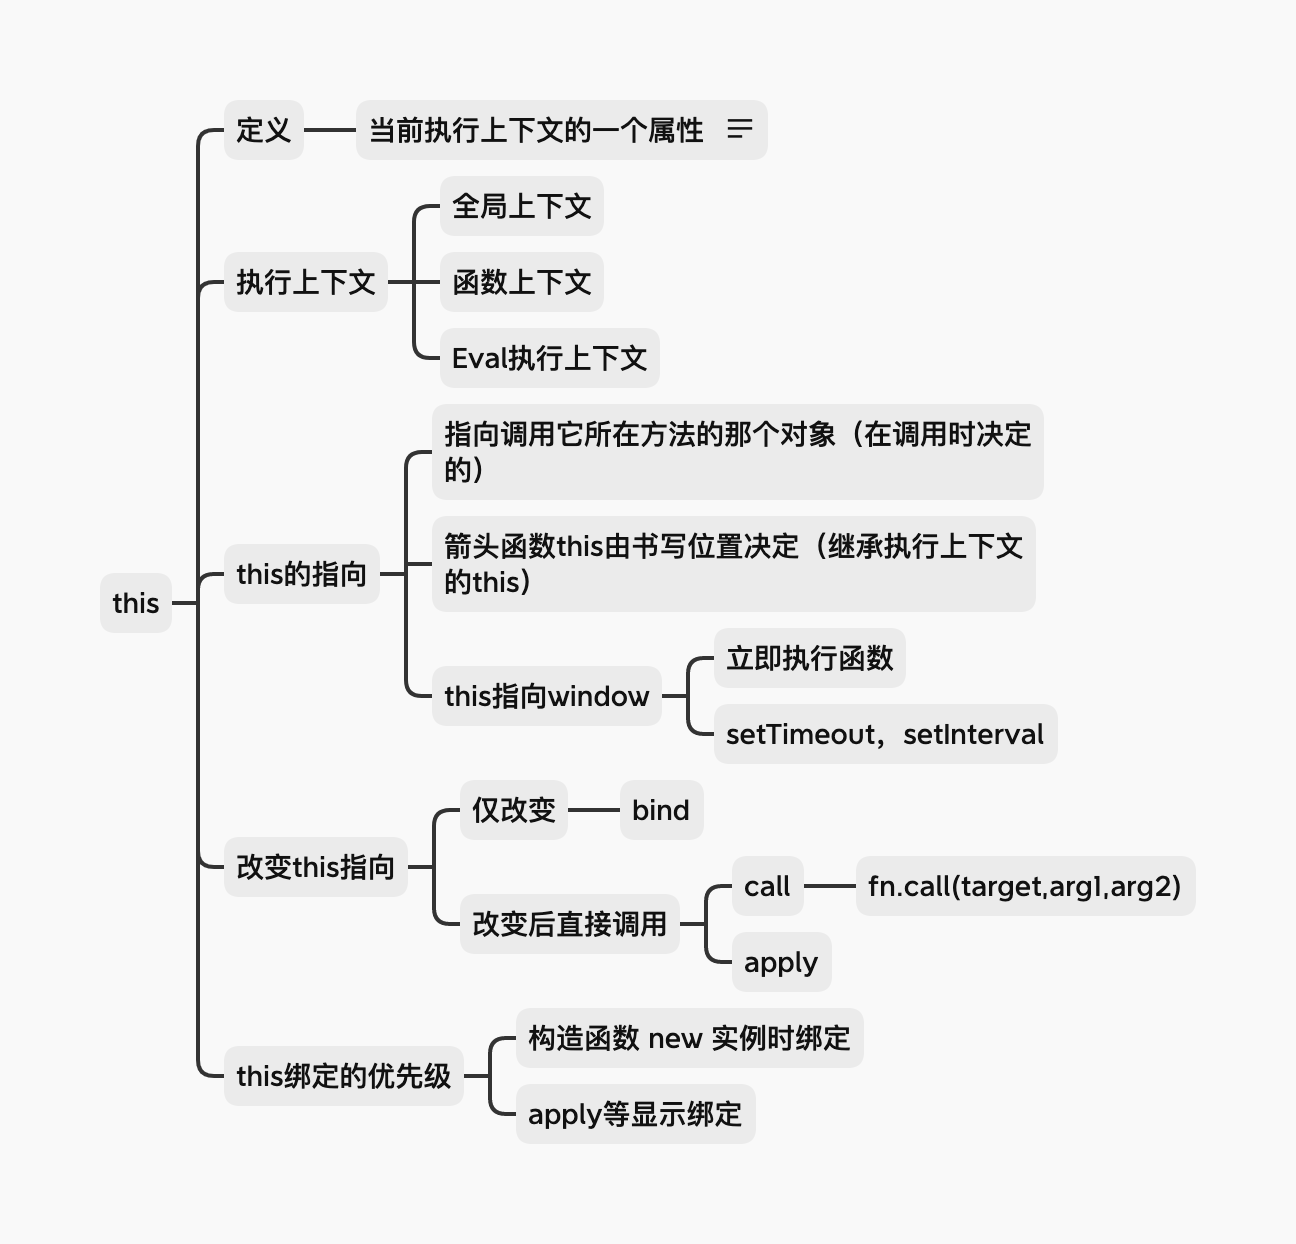 定义
当前执行上下文的一个属性
全局上下文
执行上下文
函数上下文
Eval执行上下文
指向调用它所在方法的那个对象（在调用时决定
的）
箭头函数this由书写位置决定（继承执行上下文
的this）
this的指向
this
立即执行函数
this指向window
setTimeout，setInterval
仅改变
bind
改变this指向
call
fn.call(target,arg1,arg2)
改变后直接调用
apply
构造函数 new 实例时绑定
this绑定的优先级
apply等显示绑定